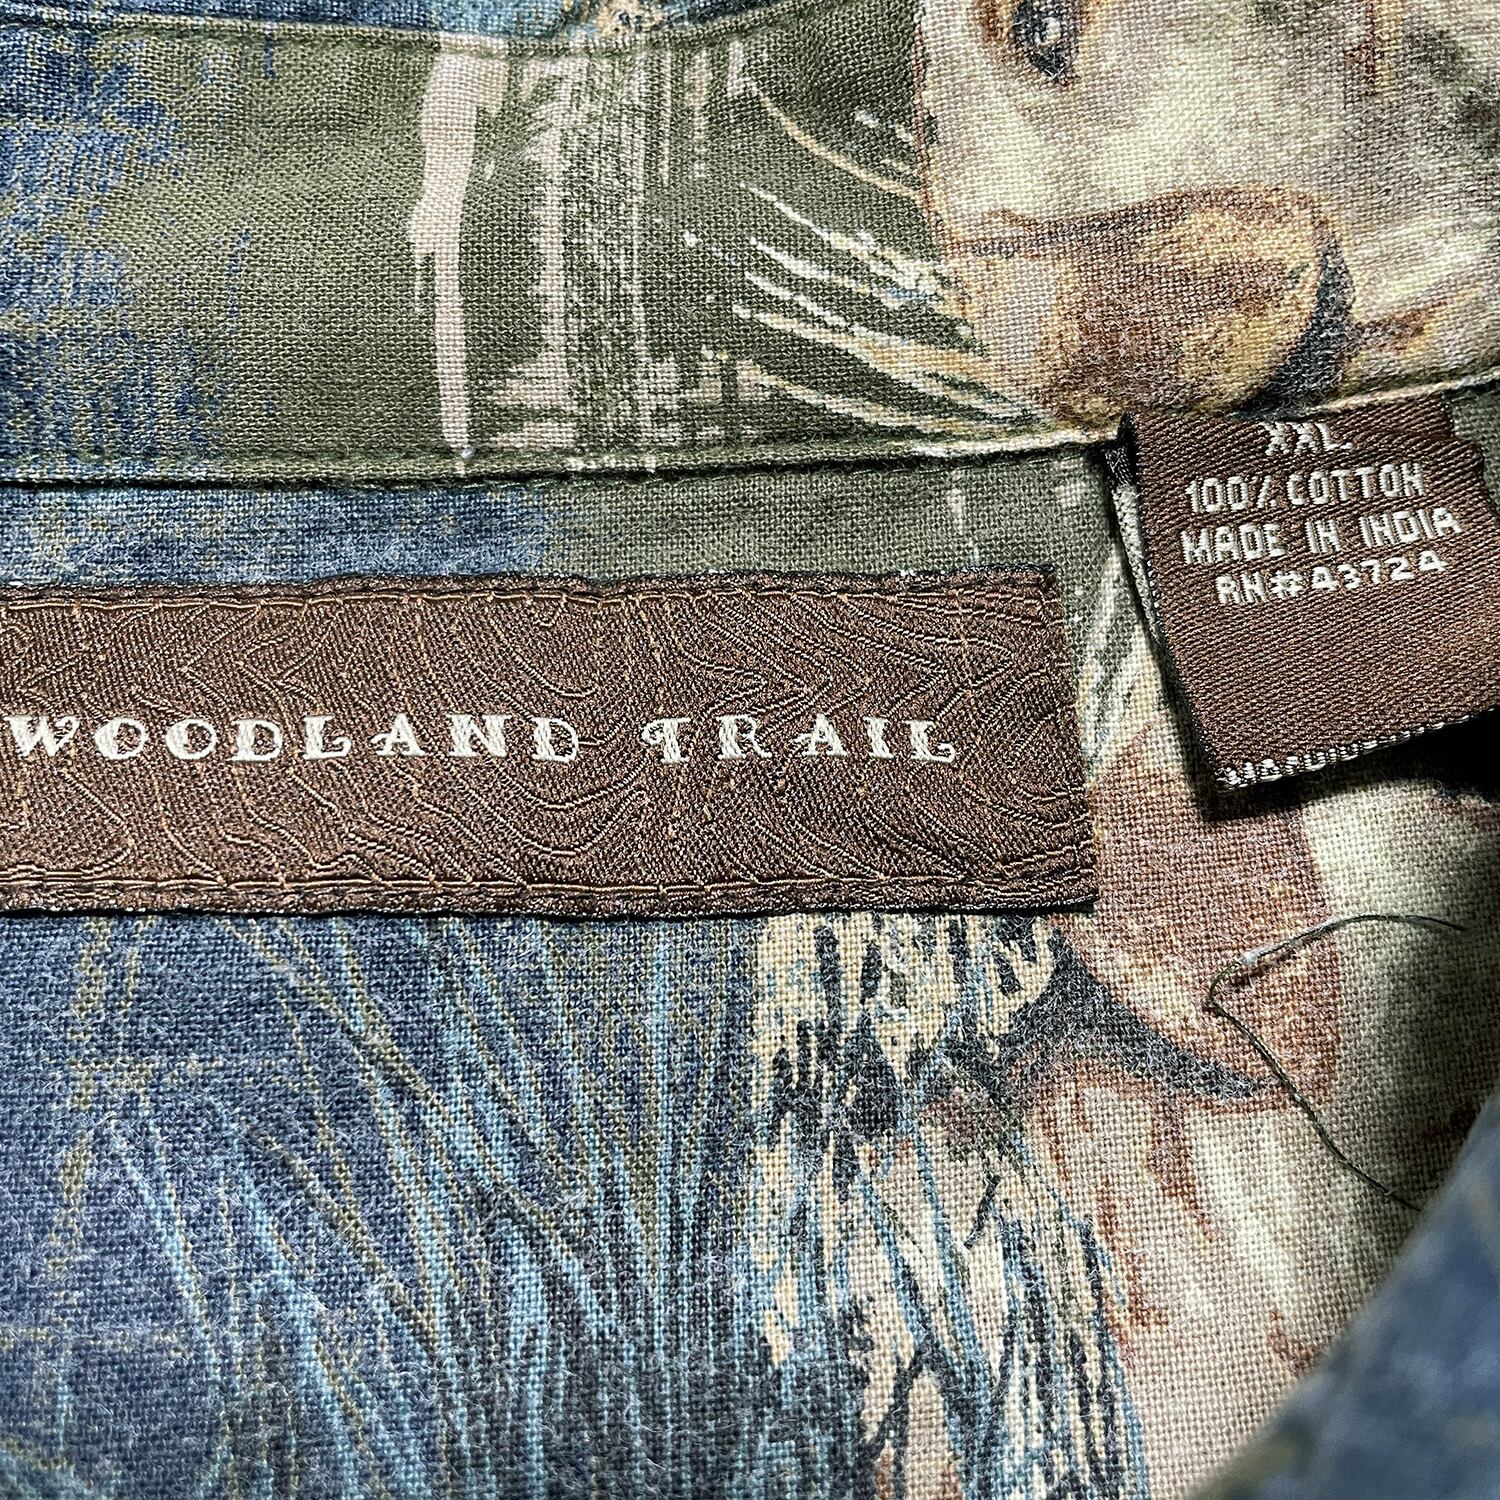 XXL
100% COTTON
MADE IN INDIA
RN#43724
WOODLAND TRAIL